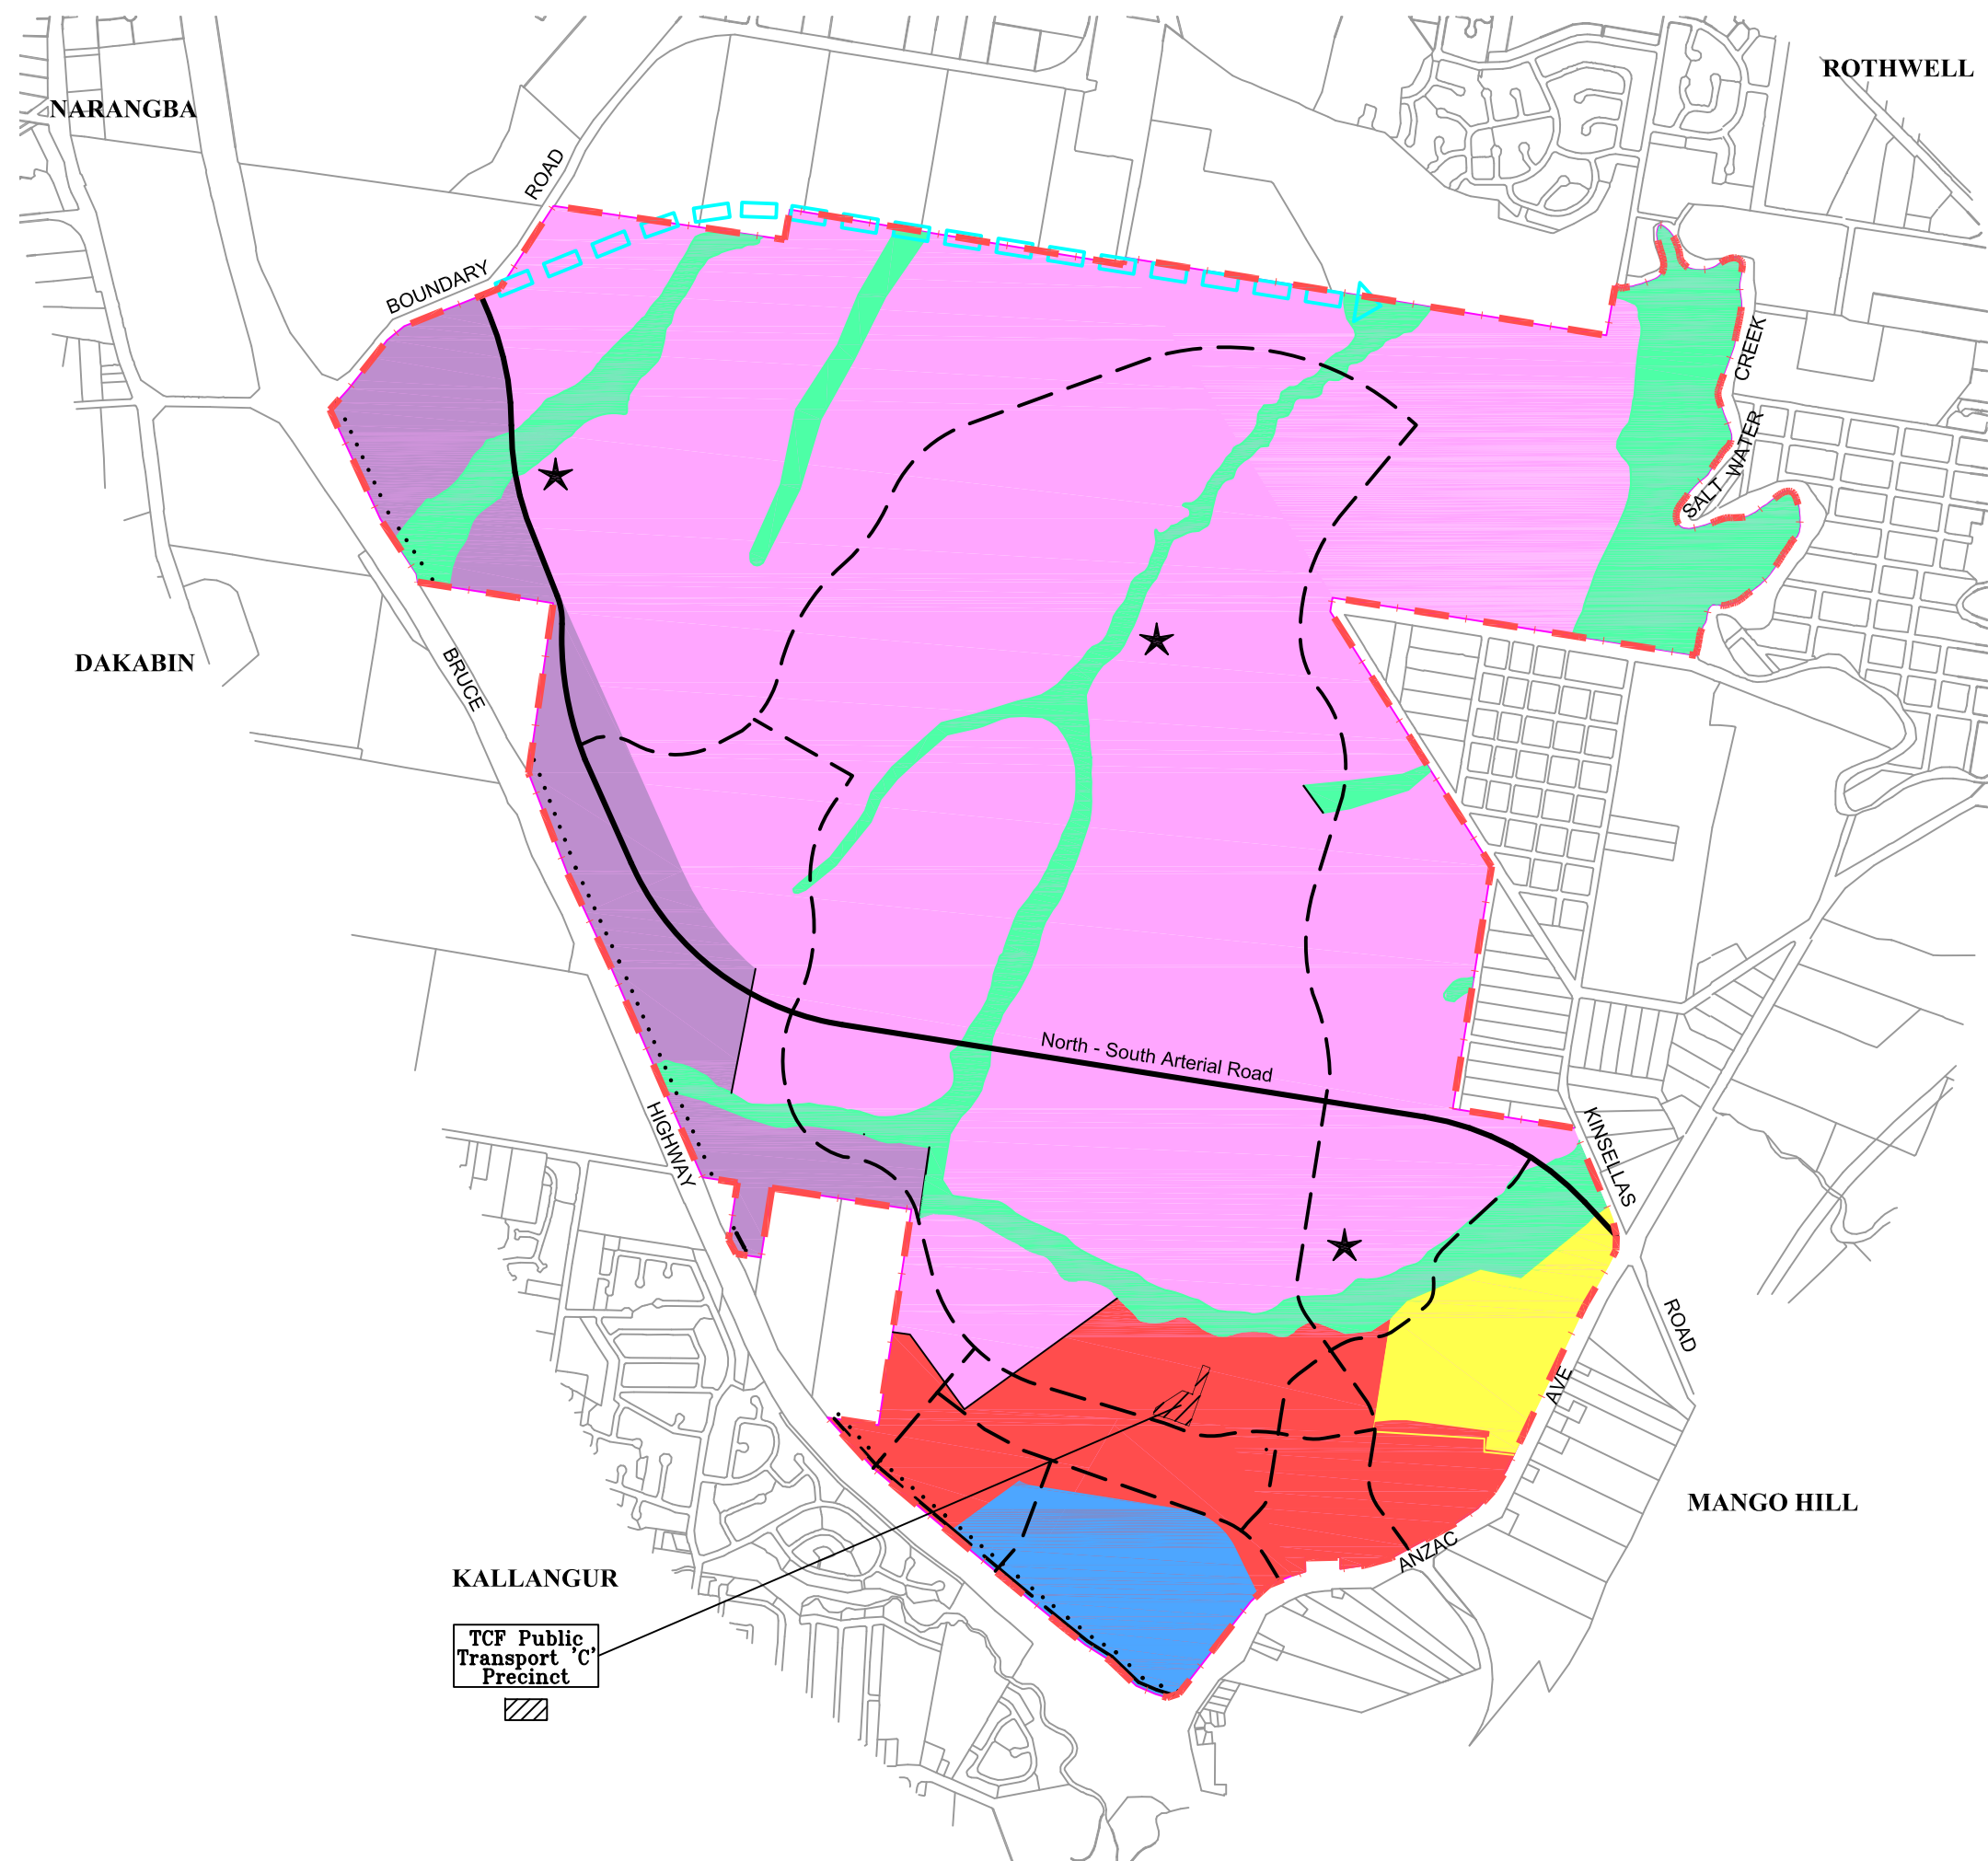 ROTHWELL
NARANGBA
ROAD
BOUNDARY
CREEK
SALT WATER
DAKABIN
BRUCE
North - South Arterial Road
HIGHWAY
KINSELLAS
ROAD
AVE
MANGO HILL
ANZAC
KALLANGUR
TCF Public
Transport 'C'
Precinct